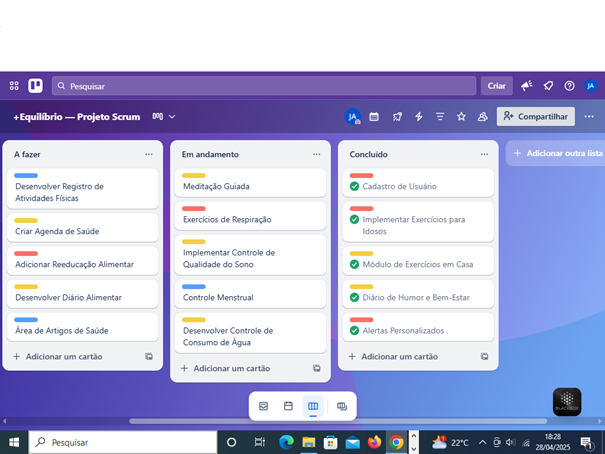 Pesquisar
Criar
JA
+Equilíbrio — Projeto Scrum
JA
Compartilhar
A fazer
Desenvolver Registro de
Atividades Físicas
Criar Agenda de Saúde
Adicionar Reeducação Alimentar
Desenvolver Diário Alimentar
Área de Artigos de Saúde
Adicionar um cartão
Em andamento
Meditação Guiada
Exercícios de Respiração
Implementar Controle de
Qualidade do Sono
Controle Menstrual
Desenvolver Controle de
Consumo de Água
Adicionar um cartão
Concluído
Cadastro de Usuário
Implementar Exercícios para
Idosos
Módulo de Exercícios em Casa
Diário de Humor e Bem-Estar
Alertas Personalizados
Adicionar um cartão
Adicionar outra lista
BLACKBOX
Pesquisar
22°C
18:28
28/04/2025
1